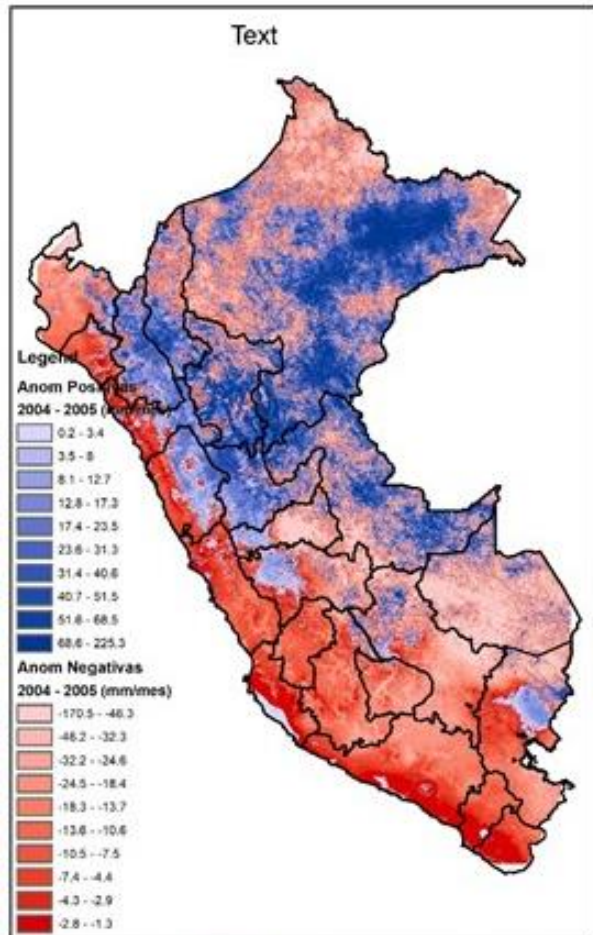 Text
Legend
Anom Positivas
2004 - 2005 (mm/mes)
0.2 - 3.4
3.5 - 8
8.1 - 12.7
12.8 - 17.3
17.4 - 23.5
23.6 - 31.3
31.4 - 40.6
40.7 - 51.5
51.6 - 68.5
68.6 - 225.3
Anom Negativas
2004 - 2005 (mm/mes)
-170.5 - -46.3
-46.2 - -32.3
-32.2 - -24.6
-24.5 - -18.4
-18.3 - -13.7
-13.6 - -10.6
-10.5 - -7.5
-7.4 - -4.4
-4.3 - -2.9
-2.8 - -1.3